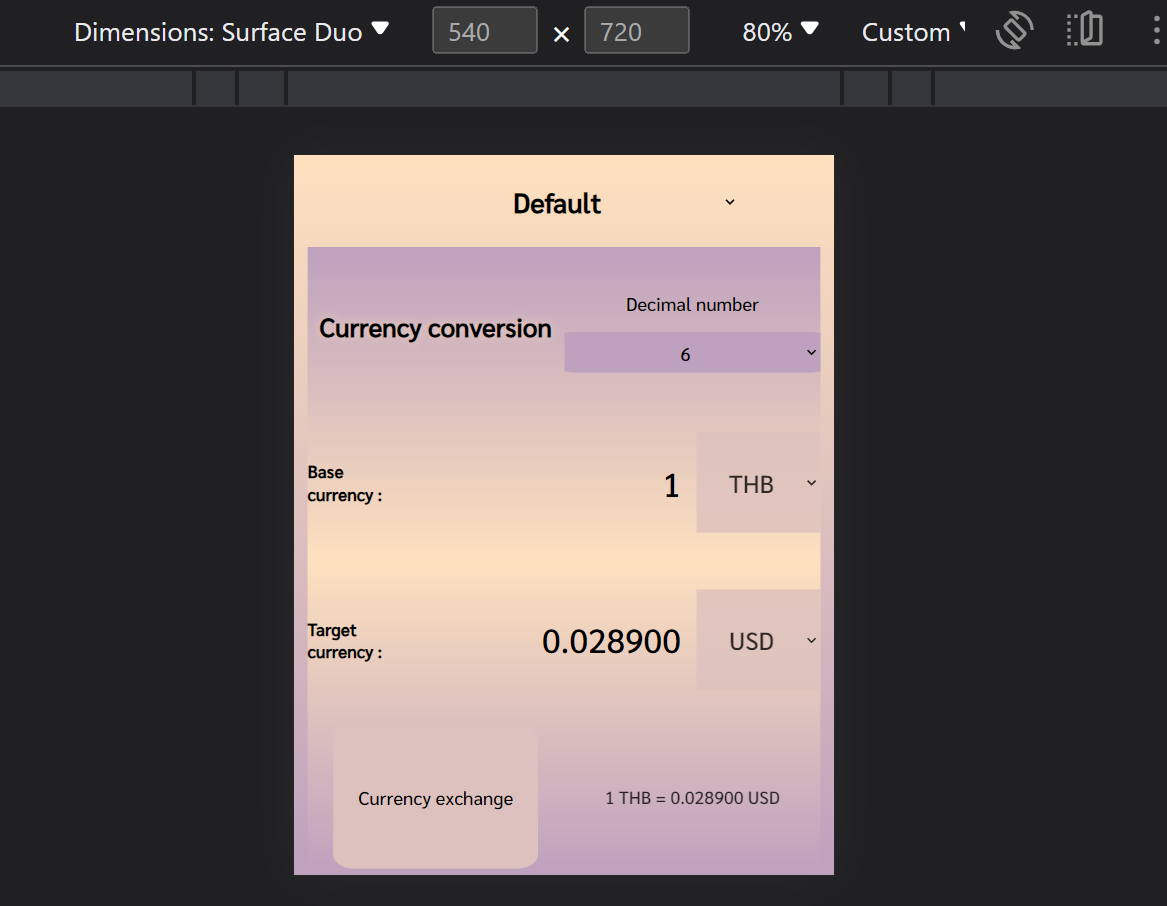 Dimensions: Surface Duo 540 × 720 80% Custom
Default
Decimal number
Currency conversion
6
Base
currency :
1 THB
Target
currency :
0.028900 USD
Currency exchange 1 THB = 0.028900 USD